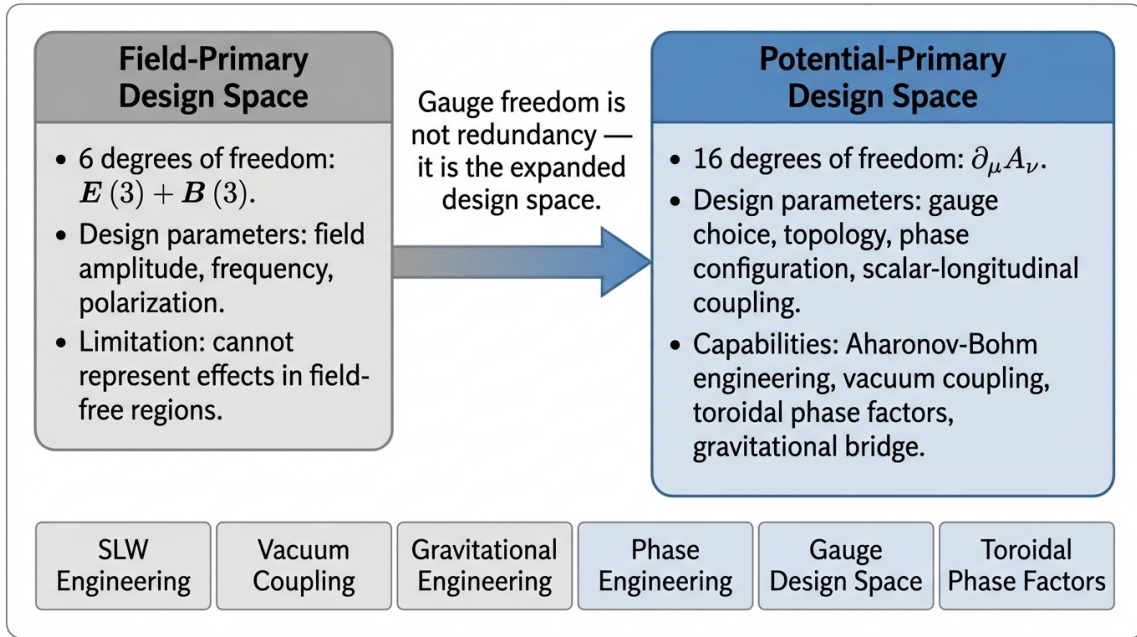 Field-Primary
Design Space
• 6 degrees of freedom:
E (3) + B (3).
• Design parameters: field
amplitude, frequency,
polarization.
• Limitation: cannot
represent effects in field-
free regions.
Gauge freedom is
not redundancy —
it is the expanded
design space.
Potential-Primary
Design Space
• 16 degrees of freedom: ∂μAν.
• Design parameters: gauge
choice, topology, phase
configuration, scalar-longitudinal
coupling.
• Capabilities: Aharonov-Bohm
engineering, vacuum coupling,
toroidal phase factors,
gravitational bridge.
SLW
Engineering
Vacuum
Coupling
Gravitational
Engineering
Phase
Engineering
Gauge
Design Space
Toroidal
Phase Factors